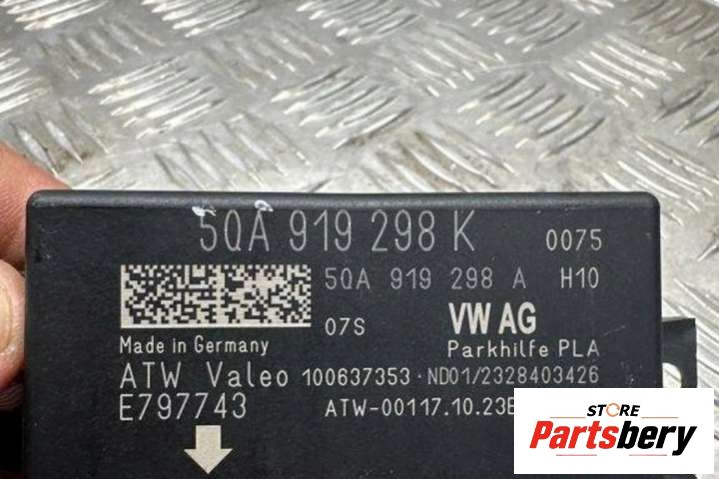 5QA 919 298 K 0075
5QA 919 298 A H10
07S VW AG
Made in Germany Parkhilfe PLA
ATW Valeo 100637353 · ND01/2328403426
E797743 ATW-00117.10.23
STORE
Partsbery